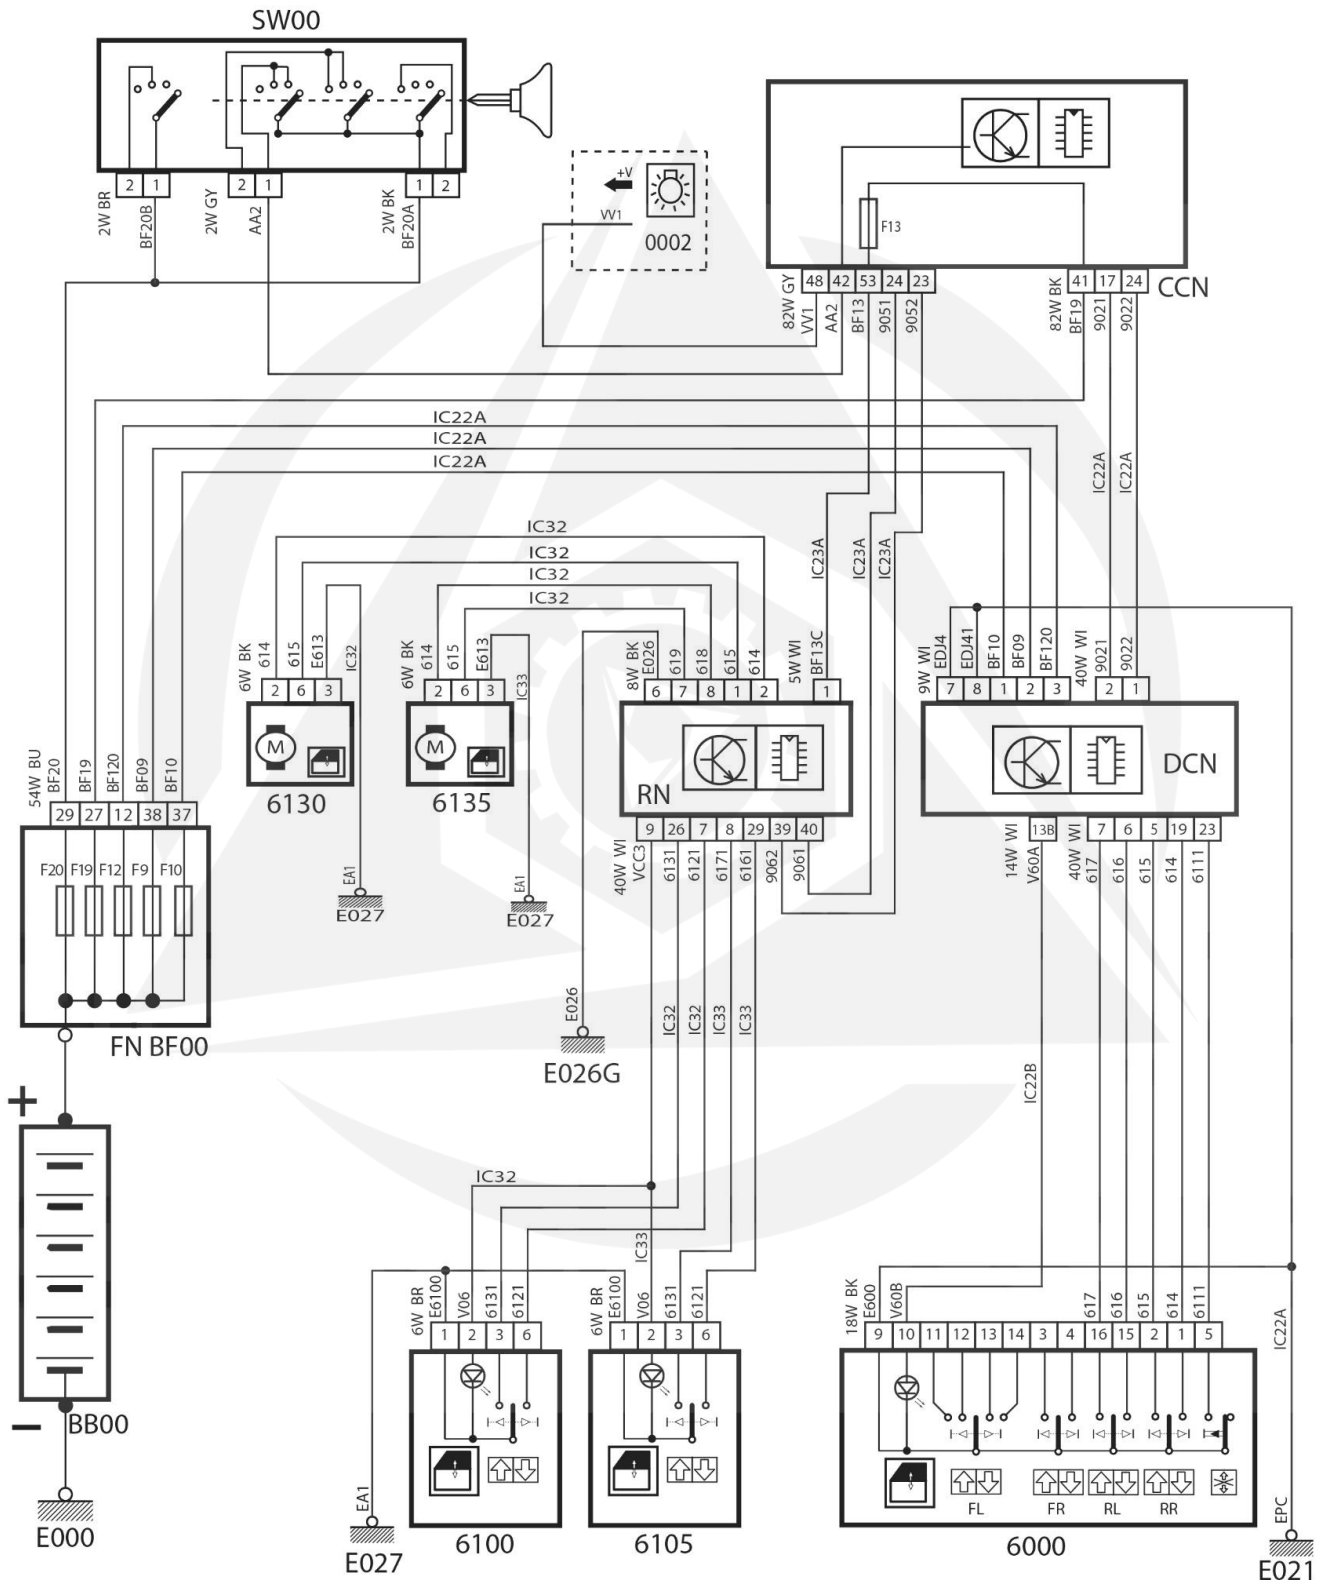 SW00
2 1 2 1 1 2
2W BR
BF20B
2W GY
AA2
2W BK
BF20A
+V
VV1
0002
F13
48 42 53 24 23
41 17 24
CCN
82W GY
VV1
AA2
BF13
9051
9052
82W BK
BF19
9021
9022
IC22A
IC22A
IC22A
IC22A
IC22A
IC32
IC32
IC32
IC32
IC23A
IC23A
IC23A
6W BK
614
615
E613
IC32
2 6 3
M
6130
6W BK
614
615
E613
IC33
2 6 3
M
6135
8W BK
E026
619
618
615
614
6 7 8 1 2
5W WI
BF13C
1
RN
9 26 7 8 29 39 40
40W WI
VCC3
6131
6121
6171
6161
9062
9061
9W WI
EDJ4
EDJ41
BF10
BF09
BF120
7 8 1 2 3
40W WI
9021
9022
2 1
DCN
13B
7 6 5 19 23
14W WI
V60A
40W WI
617
616
615
614
6111
54W BU
BF20
BF19
BF120
BF09
BF10
29 27 12 38 37
F20 F19 F12 F9 F10
FN BF00
EA1
E027
EA1
E027
E026
E026G
IC32
IC32
IC33
IC33
IC22B
+
−
BB00
E000
IC32
IC33
6W BR
E6100
V06
6131
6121
1 2 3 6
6100
6W BR
E6100
V06
6131
6121
1 2 3 6
6105
EA1
E027
18W BK
E600
V60B
617
616
615
614
6111
9 10 11 12 13 14 3 4 16 15 2 1 5
FL FR RL RR
6000
IC22A
EPC
E021